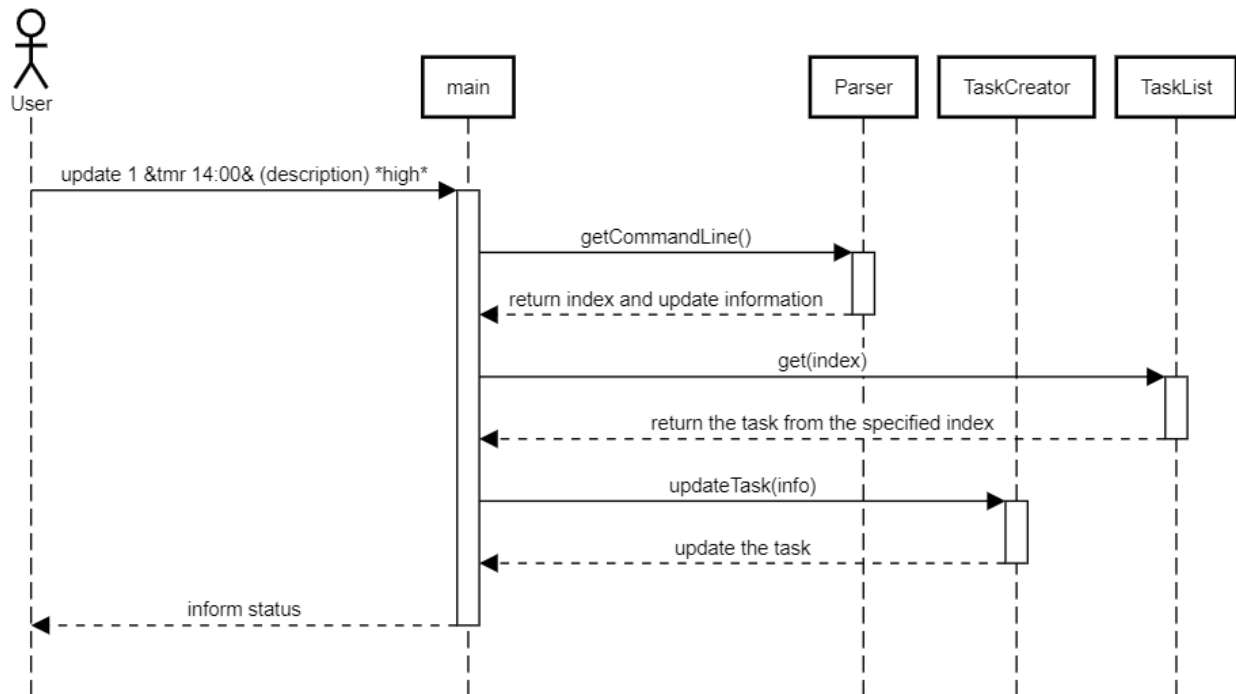 User
main
Parser
TaskCreator
TaskList
update 1 &tmr 14:00& (description) *high*
getCommandLine()
return index and update information
get(index)
return the task from the specified index
updateTask(info)
update the task
inform status